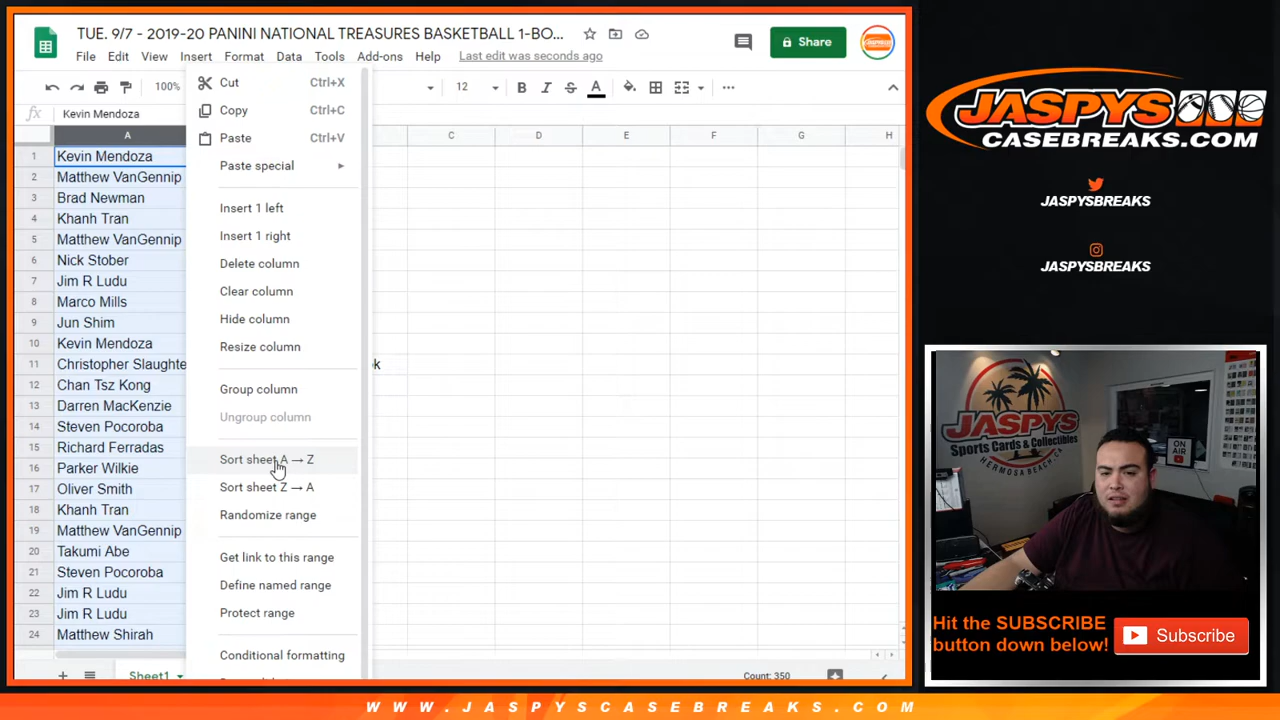 TUE. 9/7 - 2019-20 PANINI NATIONAL TREASURES BASKETBALL 1-BO...
File Edit View Insert Format Data Tools Add-ons Help Last edit was seconds ago
Share
100% 12 B I S A
fx Kevin Mendoza
A C D E F G H
1 Kevin Mendoza
2 Matthew VanGennip
3 Brad Newman
4 Khanh Tran
5 Matthew VanGennip
6 Nick Stober
7 Jim R Ludu
8 Marco Mills
9 Jun Shim
10 Kevin Mendoza
11 Christopher Slaughte
12 Chan Tsz Kong
13 Darren MacKenzie
14 Steven Pocoroba
15 Richard Ferradas
16 Parker Wilkie
17 Oliver Smith
18 Khanh Tran
19 Matthew VanGennip
20 Takumi Abe
21 Steven Pocoroba
22 Jim R Ludu
23 Jim R Ludu
24 Matthew Shirah
Cut Ctrl+X
Copy Ctrl+C
Paste Ctrl+V
Paste special
Insert 1 left
Insert 1 right
Delete column
Clear column
Hide column
Resize column
Group column
Ungroup column
Sort sheet A → Z
Sort sheet Z → A
Randomize range
Get link to this range
Define named range
Protect range
Conditional formatting
Sheet1
Count: 350
JASPYS
CASEBREAKS.COM
JASPYSBREAKS
JASPYSBREAKS
JASPYS
Sports Cards & Collectibles
HERMOSA BEACH, CA
ON AIR
Hit the SUBSCRIBE
button down below!
Subscribe
WWW.JASPYSCASEBREAKS.COM